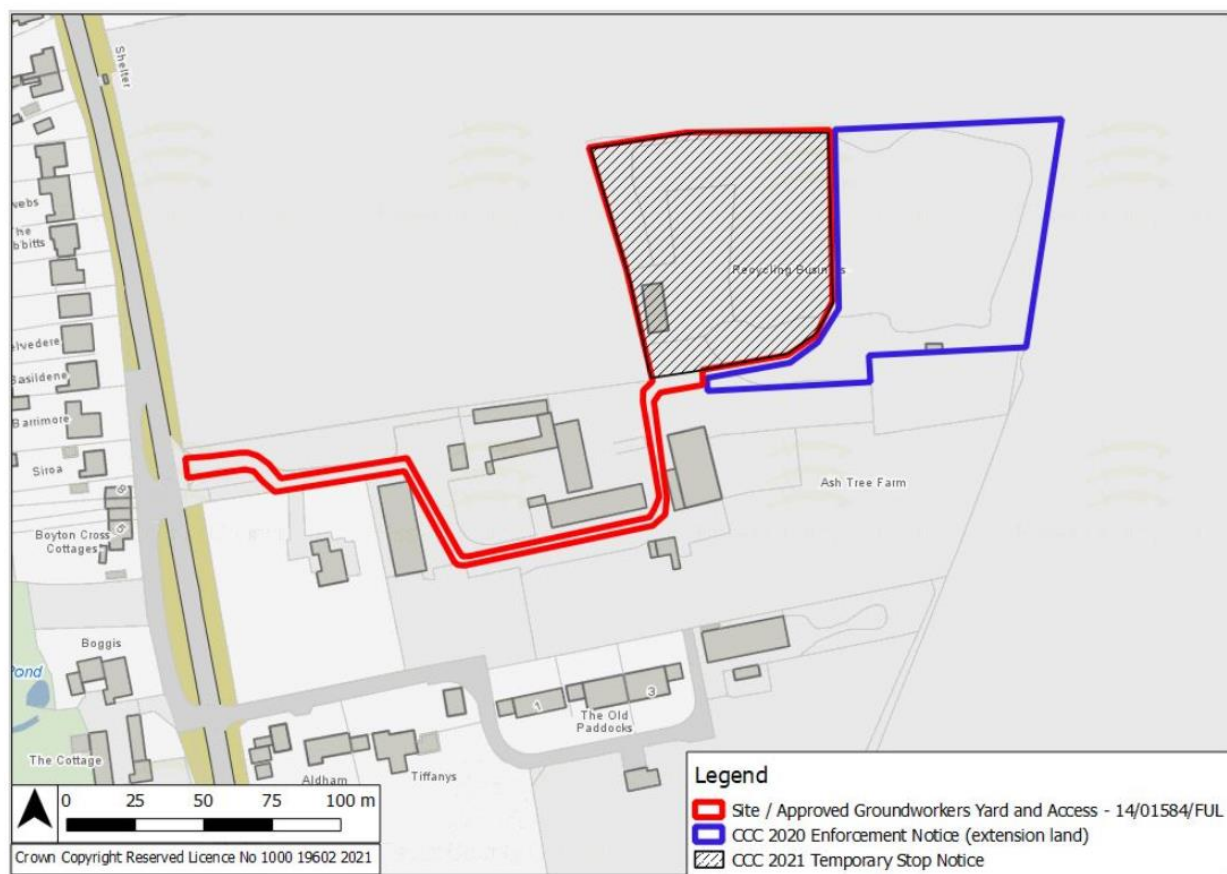 Shelter
webs
The
bbitts
elvedere
Basildene
Barrimore
Siroa
9
5
Boyton Cross
Cottages
Recycling Business
Ash Tree Farm
Boggis
Pond
The Cottage
Aldham
Tiffanys
1
The Old
Paddocks
3
0 25 50 75 100 m
Crown Copyright Reserved Licence No 1000 19602 2021
Legend
Site / Approved Groundworkers Yard and Access - 14/01584/FUL
CCC 2020 Enforcement Notice (extension land)
CCC 2021 Temporary Stop Notice